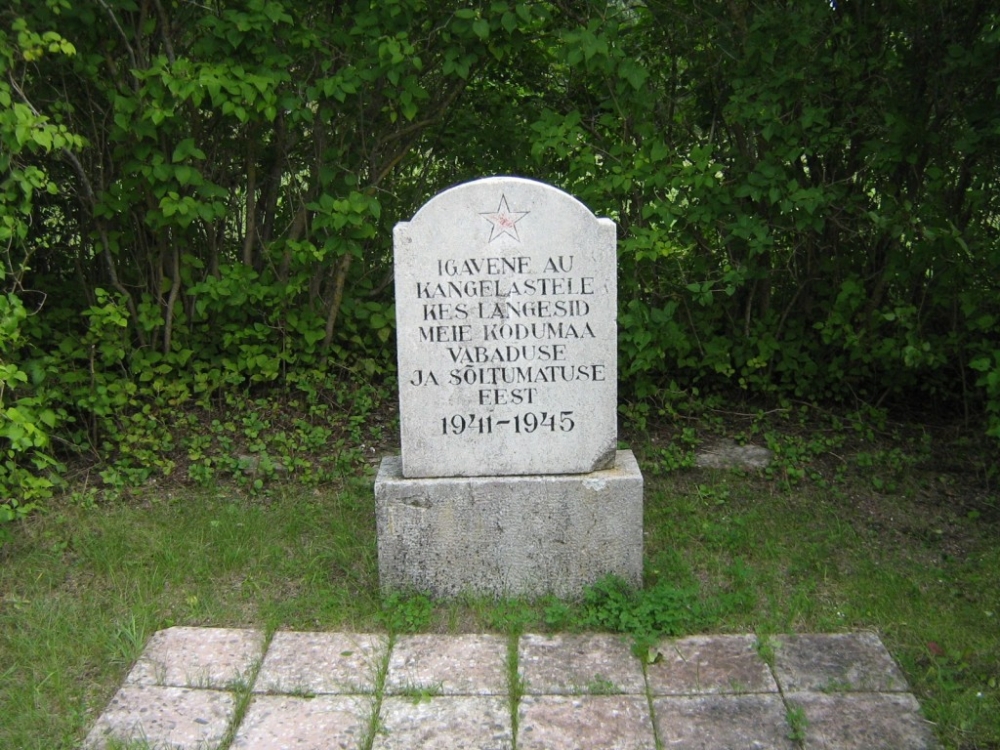 IGAVENE AU
KANGELASTELE
KES LANGESID
MEIE KODUMAA
VABADUSE
JA SÕLTUMATUSE
EEST
1941-1945